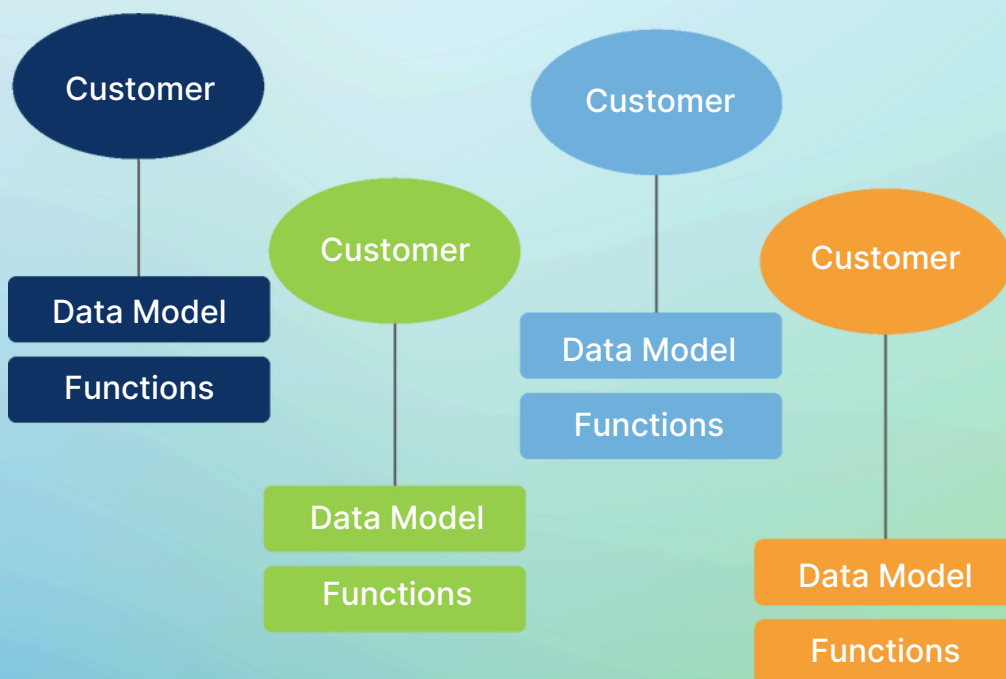 Customer
Data Model
Functions
Customer
Data Model
Functions
Customer
Data Model
Functions
Customer
Data Model
Functions